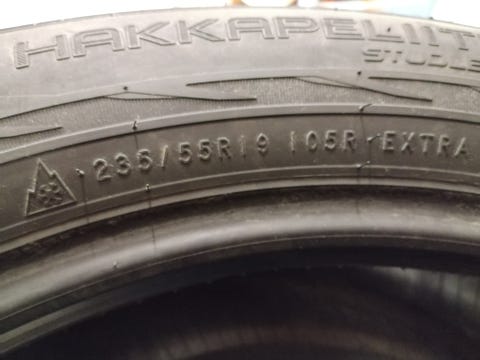 HAKKAPELIIT
STUDLE
235/55R19 105R EXTRA